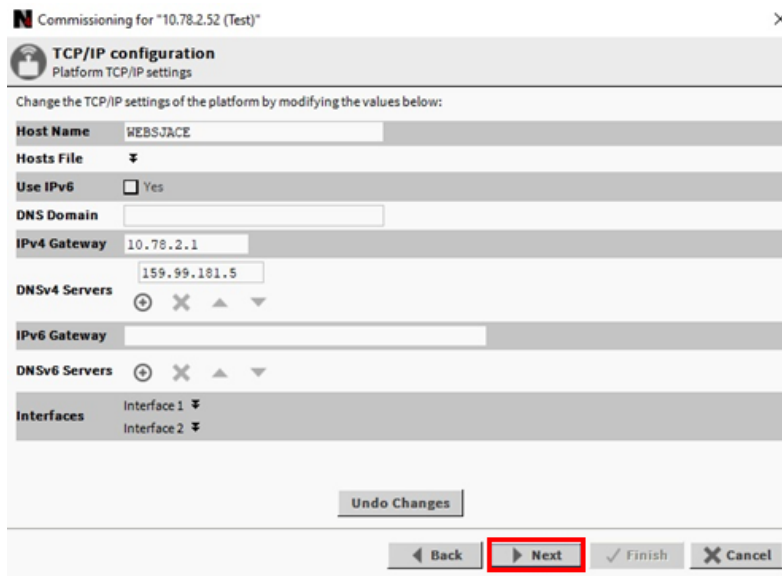 Commissioning for "10.78.2.52 (Test)"
TCP/IP configuration
Platform TCP/IP settings
Change the TCP/IP settings of the platform by modifying the values below:
Host Name WEBSJACE
Hosts File
Use IPv6 Yes
DNS Domain
IPv4 Gateway 10.78.2.1
159.99.181.5
DNSv4 Servers
IPv6 Gateway
DNSv6 Servers
Interface 1
Interfaces
Interface 2
Undo Changes
Back Next Finish Cancel